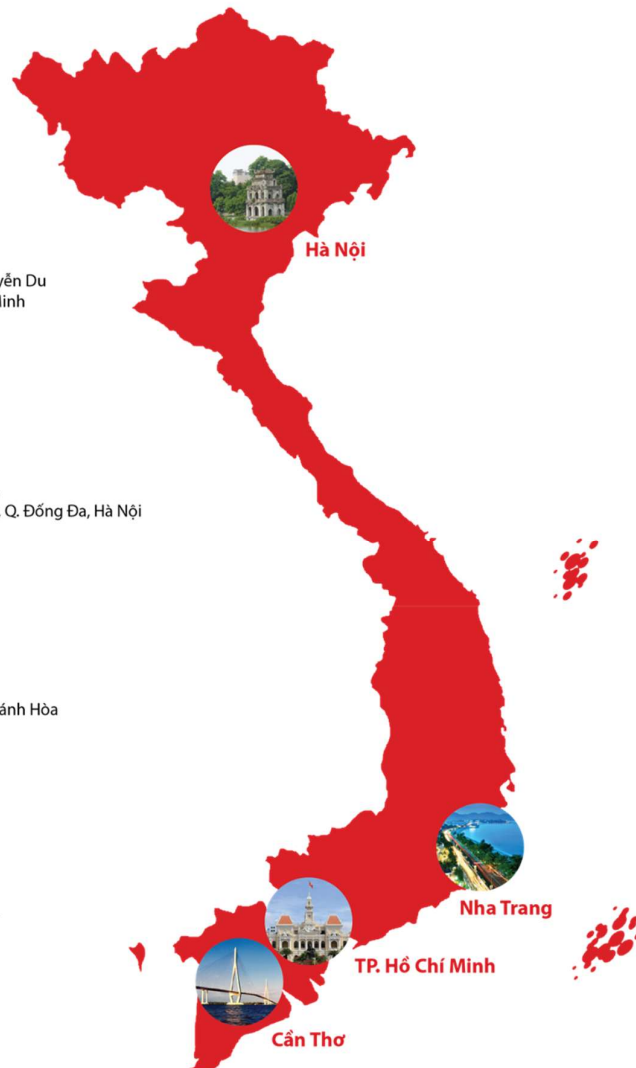 Hà Nội
yễn Du
inh
. Q. Đống Đa, Hà Nội
ánh Hòa
Nha Trang
TP. Hồ Chí Minh
Cần Thơ